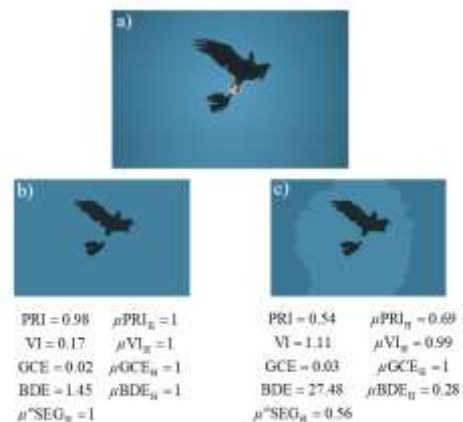 a)
b)
c)
PRI = 0.98 μPRI_H = 1
VI = 0.17 μVI_H = 1
GCE = 0.02 μGCE_H = 1
BDE = 1.45 μBDE_H = 1
μ*SEG_H = 1
PRI = 0.54 μPRI_H = 0.69
VI = 1.11 μVI_H = 0.99
GCE = 0.03 μGCE_H = 1
BDE = 27.48 μBDE_H = 0.28
μ*SEG_H = 0.56